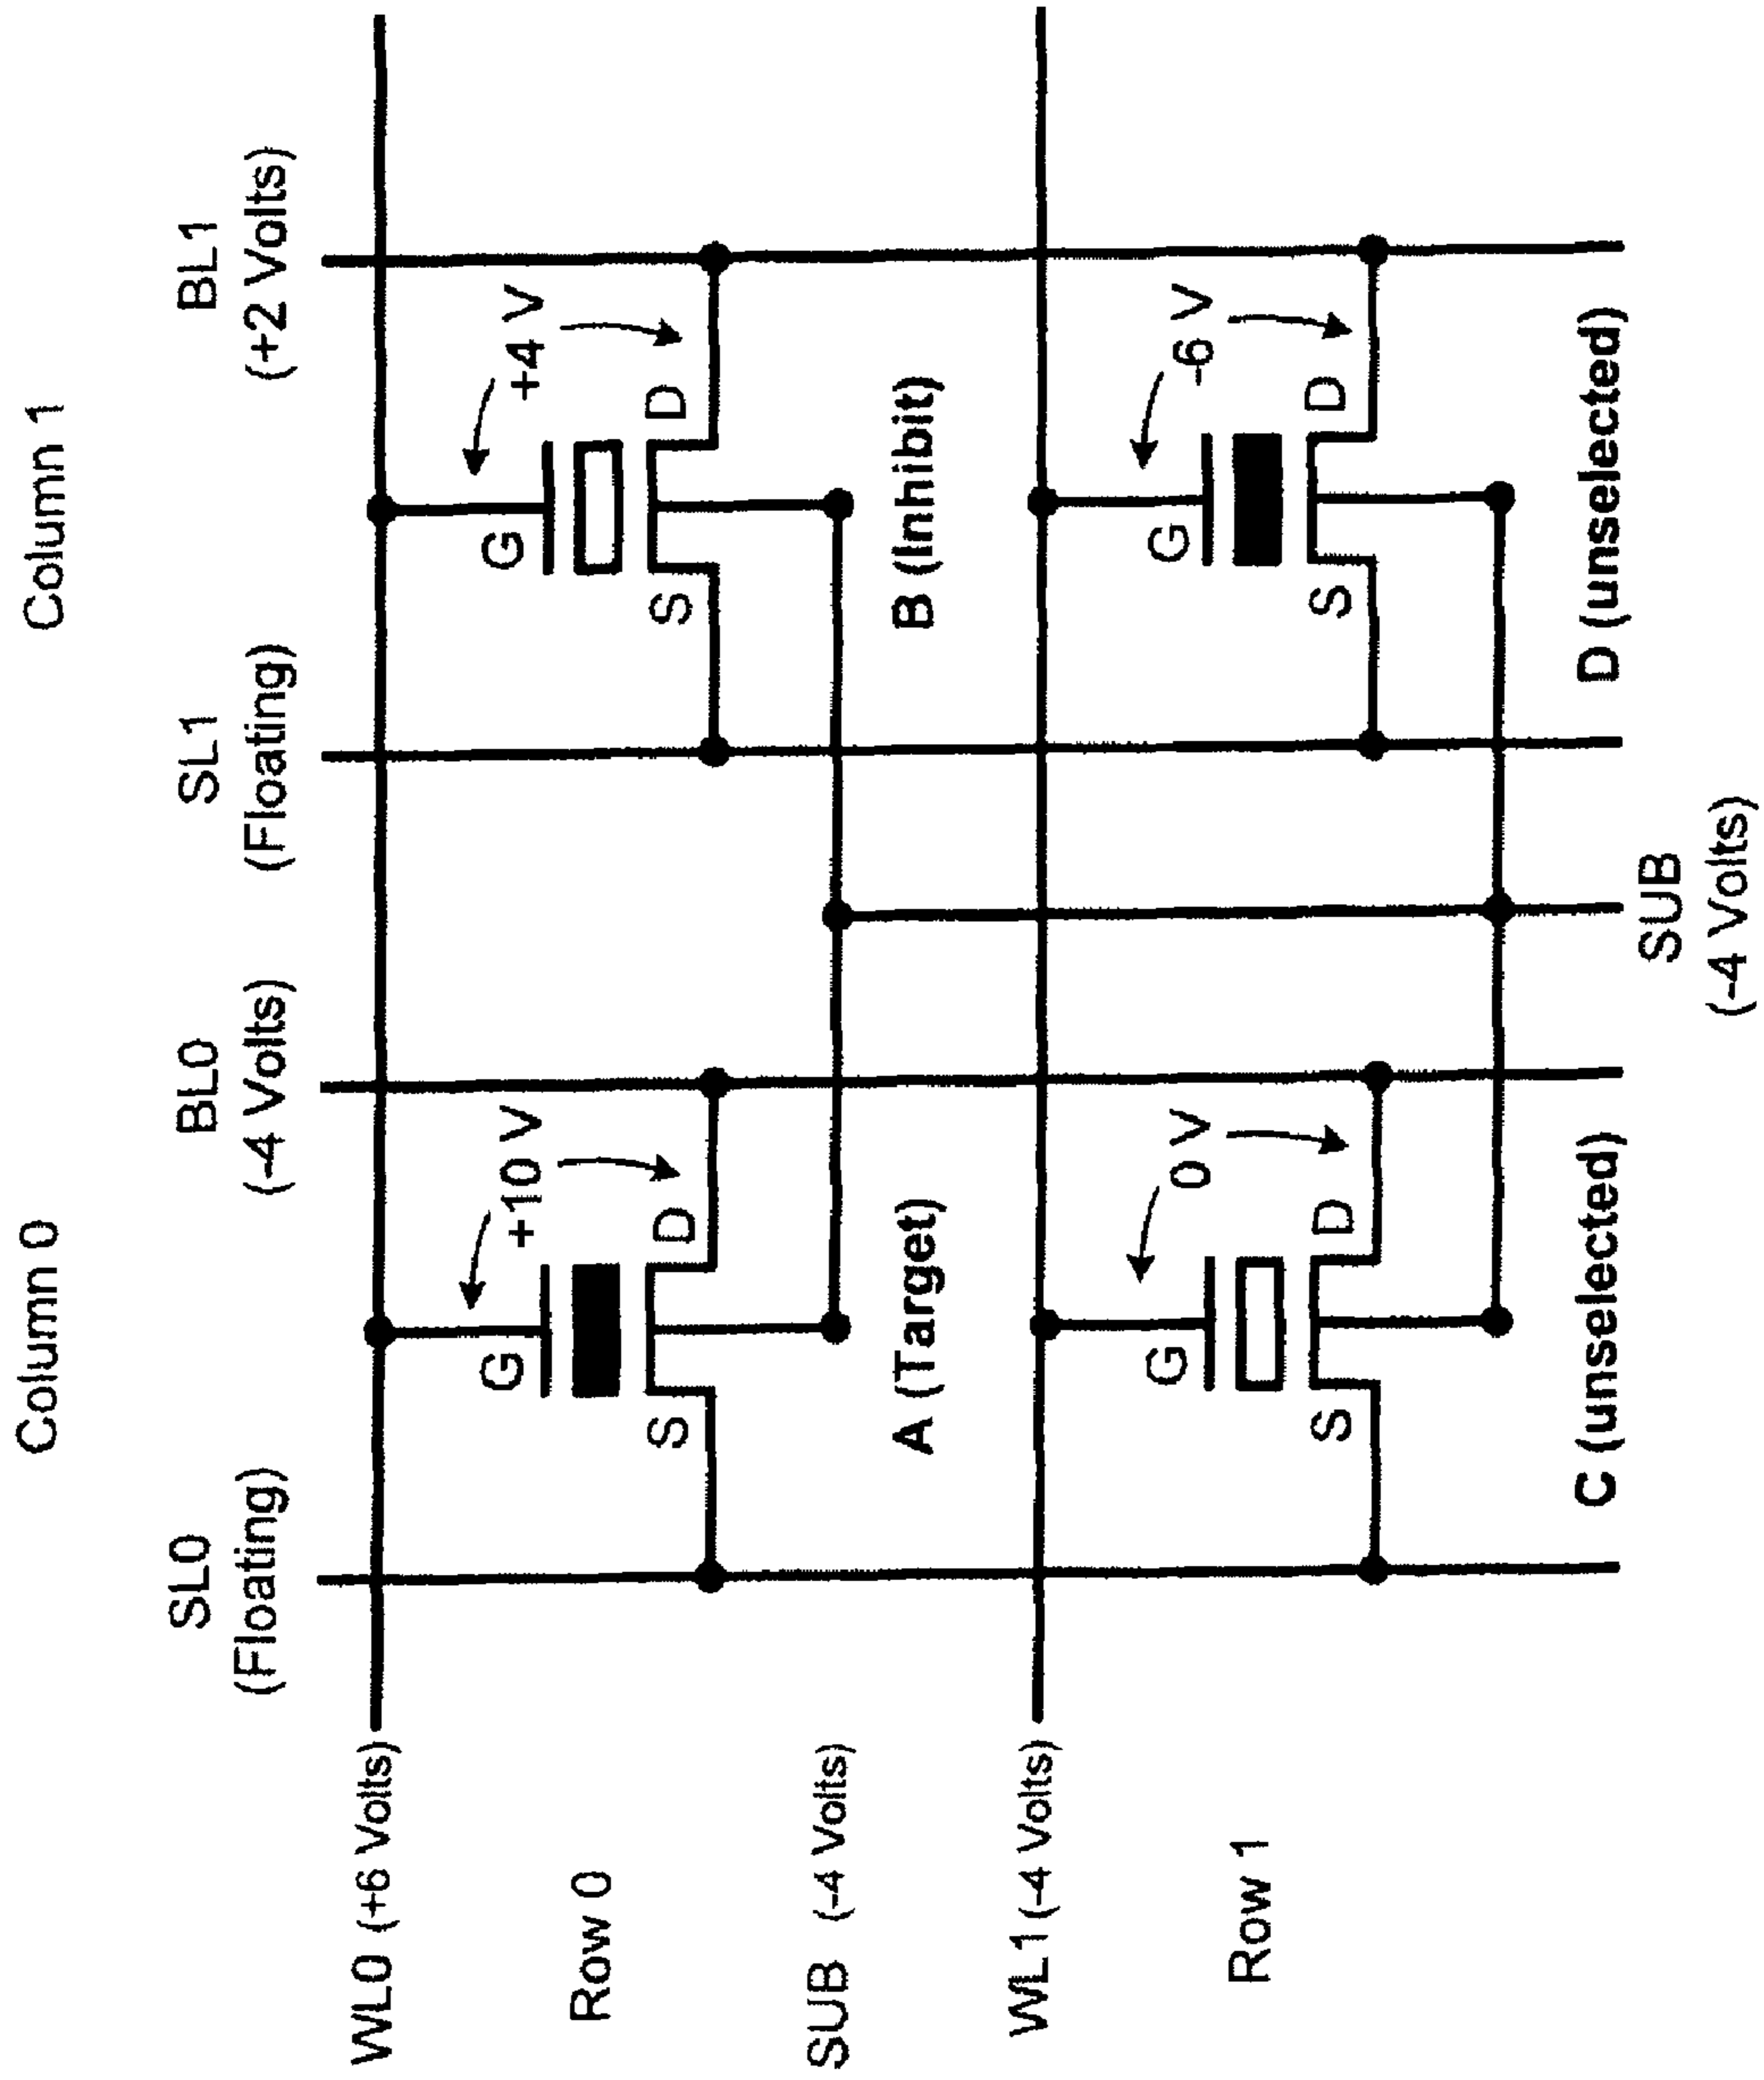 Column 0
Column 1
SL0
(Floating)
BL0
(-4 Volts)
SL1
(Floating)
BL1
(+2 Volts)
WL0 (+6 Volts)
Row 0
G
+10 V
S
D
A (Target)
G
+4 V
S
D
B (Inhibit)
SUB (-4 Volts)
WL1 (-4 Volts)
Row 1
G
0 V
S
D
C (unselected)
G
-6 V
S
D
D (unselected)
SUB
(-4 Volts)